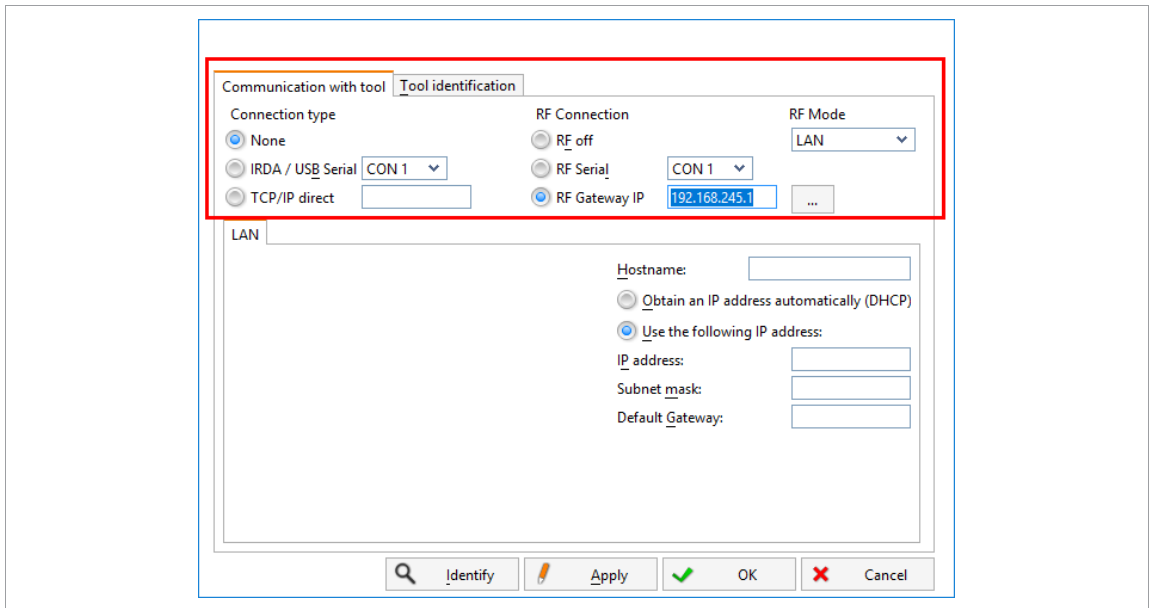 Communication with tool Tool identification
Connection type RF Connection RF Mode
None RF off LAN
IRDA / USB Serial CON 1 RF Serial CON 1
TCP/IP direct RF Gateway IP 192.168.245.1 ...
LAN
Hostname:
Obtain an IP address automatically (DHCP)
Use the following IP address:
IP address:
Subnet mask:
Default Gateway:
Identify Apply OK Cancel